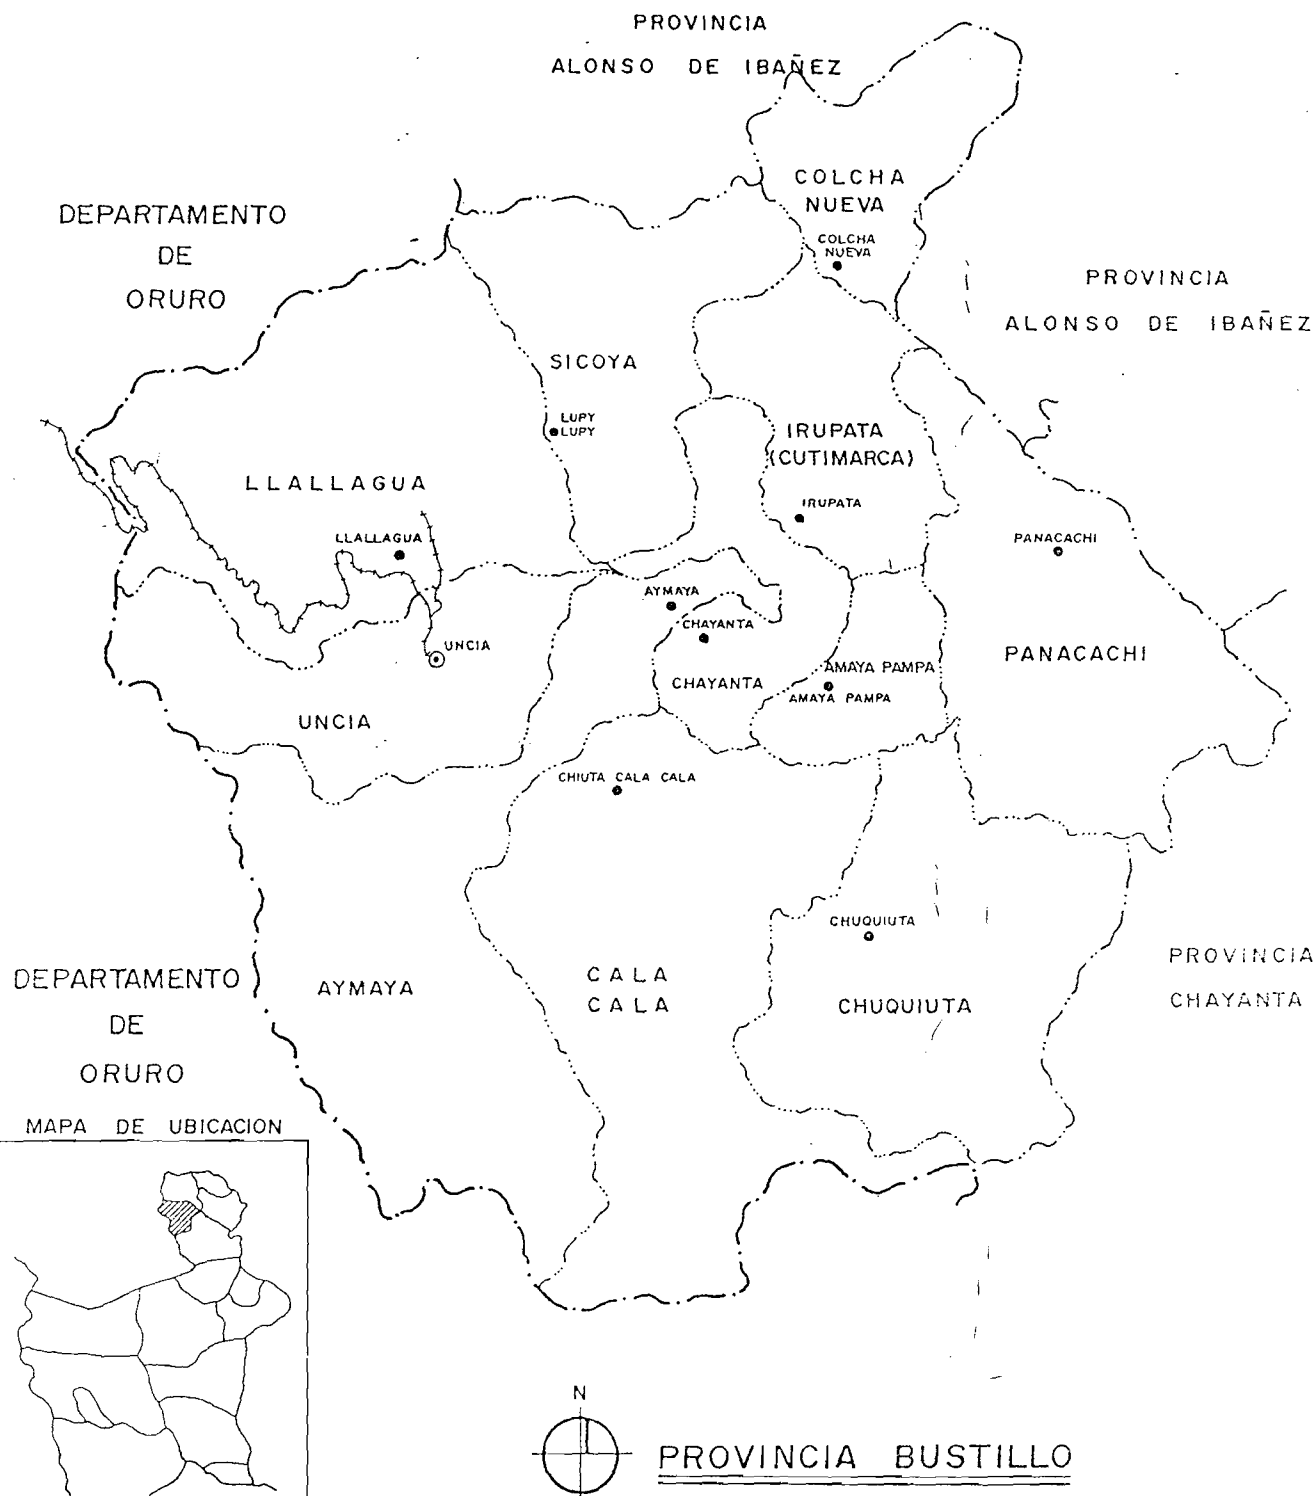 PROVINCIA
ALONSO DE IBAÑEZ
COLCHA
NUEVA
COLCHA
NUEVA
DEPARTAMENTO
DE
ORURO
PROVINCIA
ALONSO DE IBAÑEZ
SICOYA
LUPY
LUPY
IRUPATA
(CUTIMARCA)
IRUPATA
LLALLAGUA
LLALLAGUA
PANACACHI
PANACACHI
AYMAYA
CHAYANTA
CHAYANTA
UNCIA
UNCIA
AMAYA PAMPA
AMAYA PAMPA
CHIUTA CALA CALA
CHUQUIUTA
CHUQUIUTA
CALA
CALA
AYMAYA
DEPARTAMENTO
DE
ORURO
PROVINCIA
CHAYANTA
MAPA DE UBICACION
N
PROVINCIA BUSTILLO